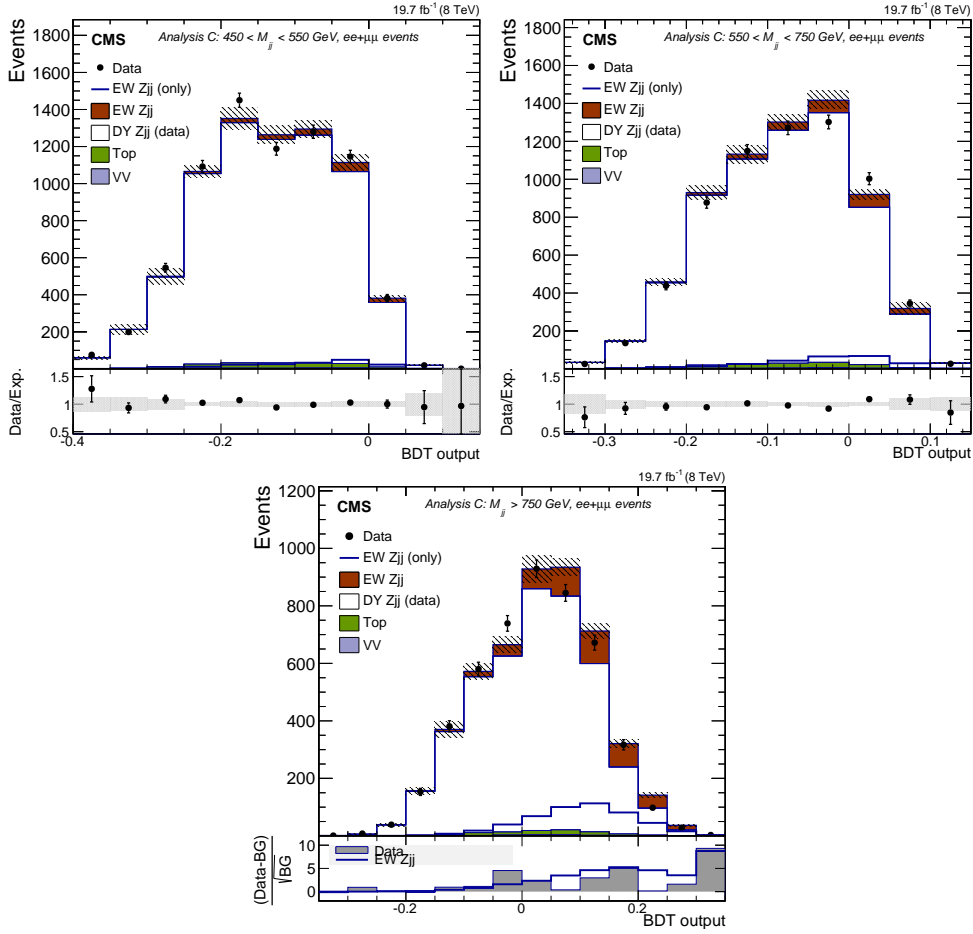 19.7 fb⁻¹ (8 TeV)
CMS Analysis C: 450 < M_jj < 550 GeV, ee+μμ events
Events
1800
1600
1400
1200
1000
800
600
400
200
Data
EW Zjj (only)
EW Zjj
DY Zjj (data)
Top
VV
Data/Exp.
1.5
1
0.5
-0.4 -0.2 0
BDT output
19.7 fb⁻¹ (8 TeV)
CMS Analysis C: 550 < M_jj < 750 GeV, ee+μμ events
Events
1800
1600
1400
1200
1000
800
600
400
200
Data
EW Zjj (only)
EW Zjj
DY Zjj (data)
Top
VV
Data/Exp.
1.5
1
0.5
-0.3 -0.2 -0.1 0 0.1
BDT output
19.7 fb⁻¹ (8 TeV)
CMS Analysis C: M_jj > 750 GeV, ee+μμ events
Events
1200
1000
800
600
400
200
Data
EW Zjj (only)
EW Zjj
DY Zjj (data)
Top
VV
(Data-BG)
√BG
10
5
0
Data
EW Zjj
-0.2 0 0.2
BDT output